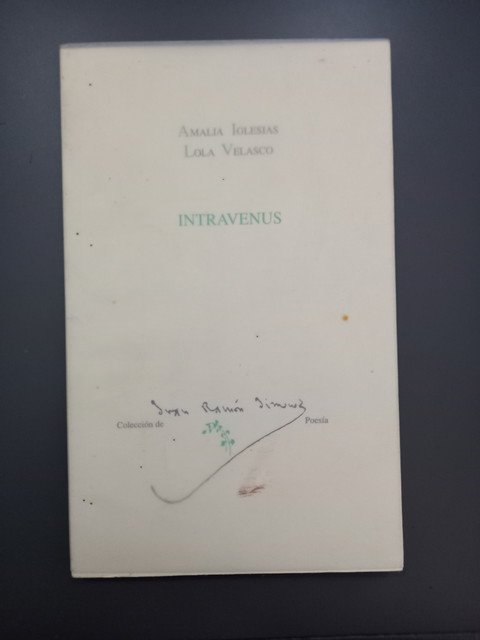 AMALIA IGLESIAS
LOLA VELASCO
INTRAVENUS
Juan Ramón Jiménez
Colección de Poesía